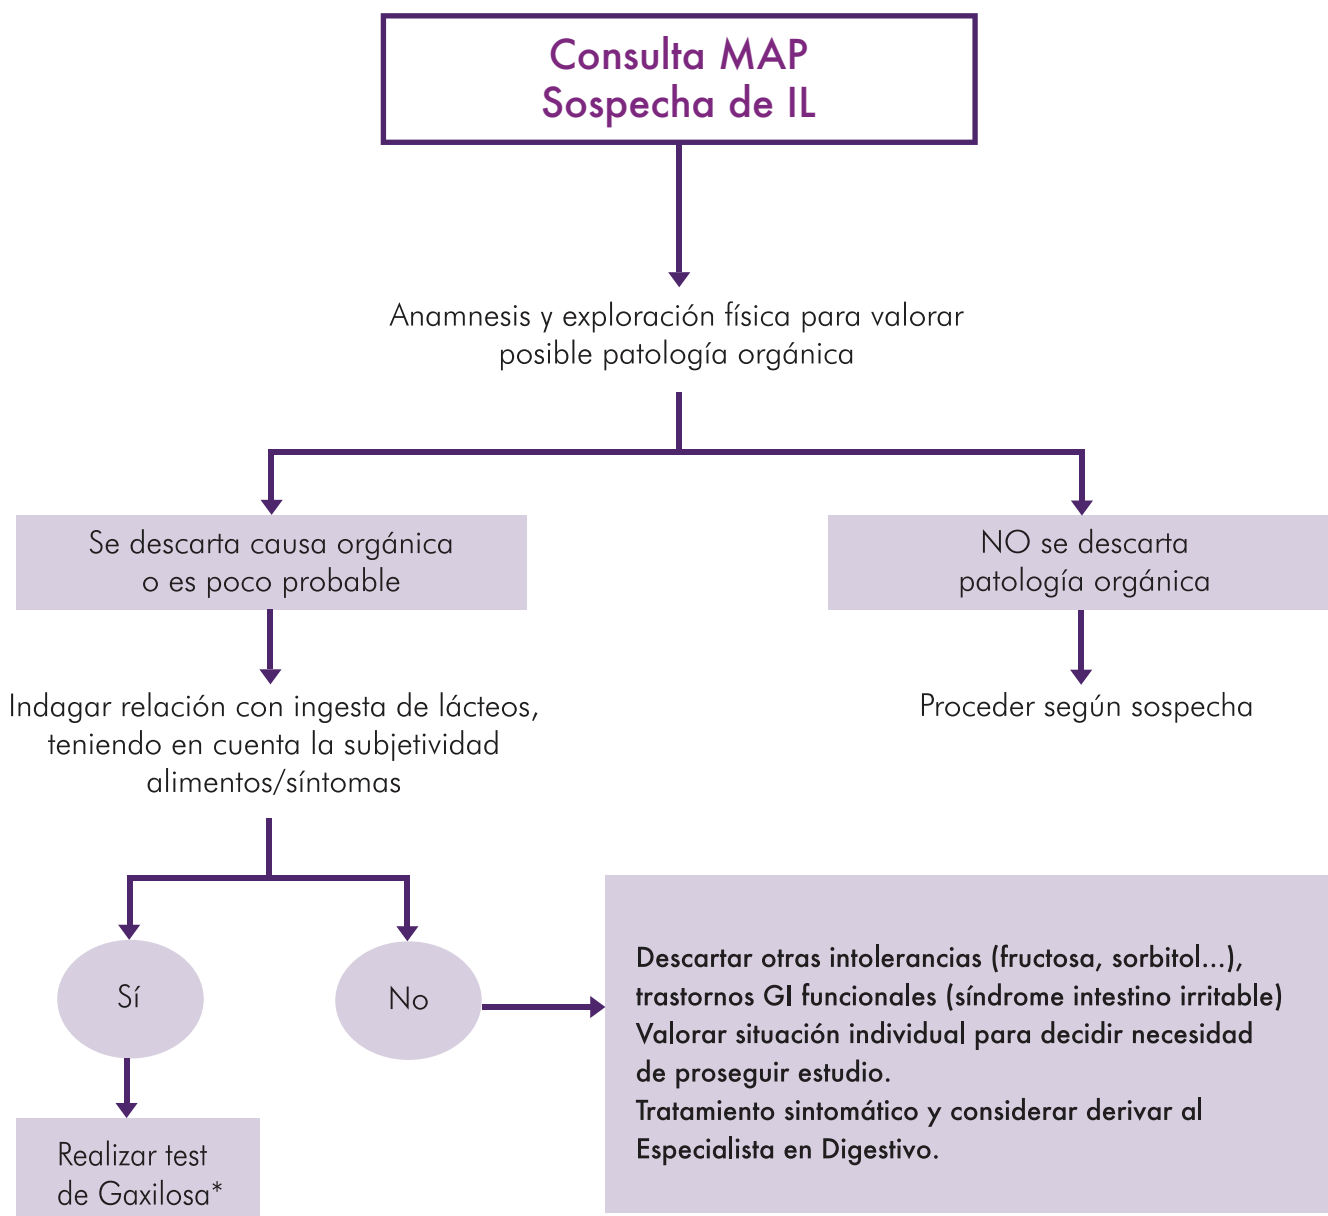 Consulta MAP
Sospecha de IL
Anamnesis y exploración física para valorar
posible patología orgánica
Se descarta causa orgánica
o es poco probable
NO se descarta
patología orgánica
Indagar relación con ingesta de lácteos,
teniendo en cuenta la subjetividad
alimentos/síntomas
Proceder según sospecha
Sí
No
Descartar otras intolerancias (fructosa, sorbitol...),
trastornos GI funcionales (síndrome intestino irritable)
Valorar situación individual para decidir necesidad
de proseguir estudio.
Tratamiento sintomático y considerar derivar al
Especialista en Digestivo.
Realizar test
de Gaxilosa*